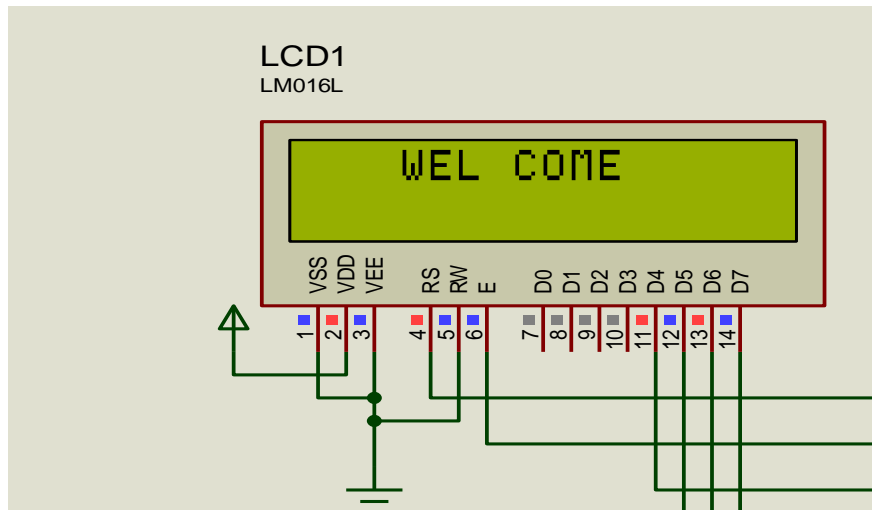 LCD1
LM016L
WEL COME
VSS VDD VEE RS RW E D0 D1 D2 D3 D4 D5 D6 D7
1 2 3 4 5 6 7 8 9 10 11 12 13 14